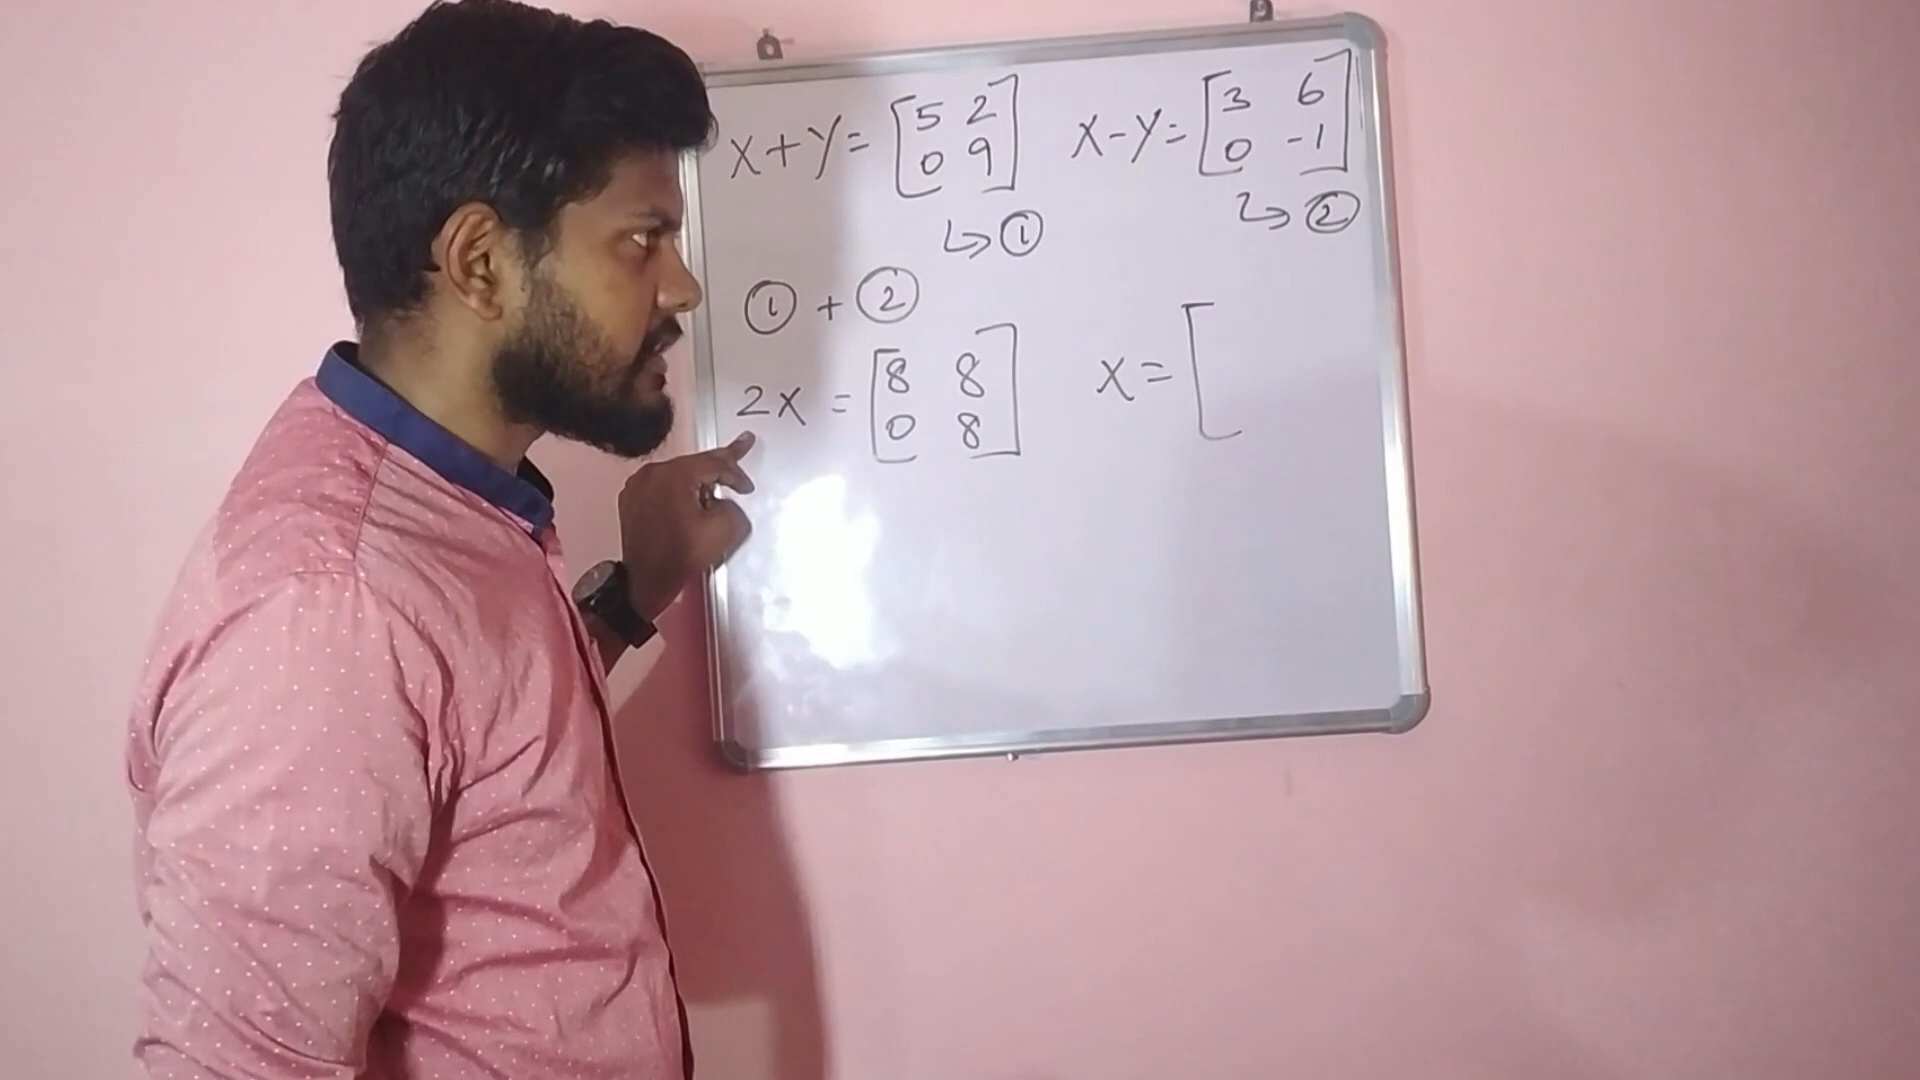 X+Y= [5 2
0 9] X-Y= [3 6
0 -1]
↳ ① ↳ ②
① + ②
2X = [8 8
0 8] X= [